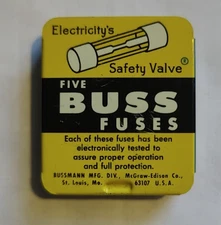 Electricity's
Safety Valve®
FIVE
BUSS
FUSES
Each of these fuses has been
electronically tested to
assure proper operation
and full protection.
BUSSMANN MFG. DIV., McGraw-Edison Co.
St. Louis, Mo. 63107 U.S.A.